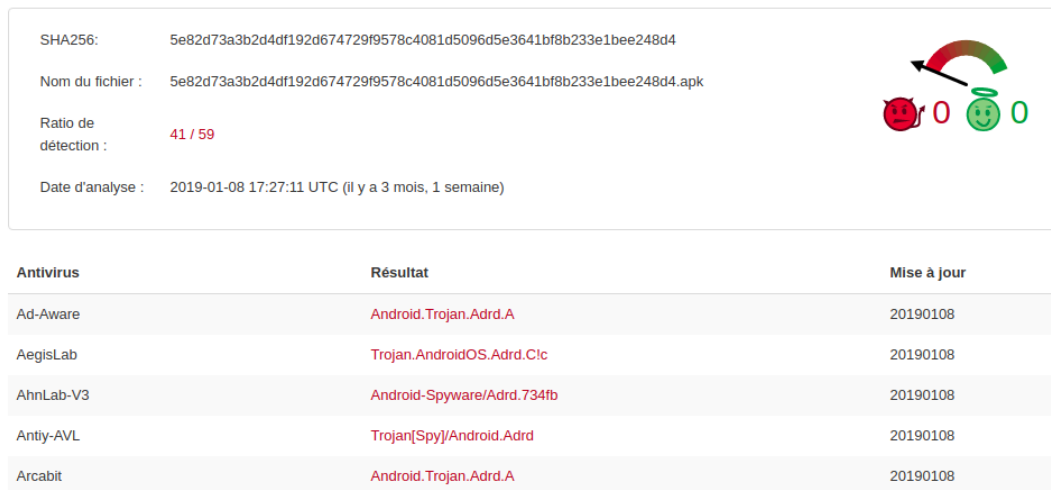 SHA256: 5e82d73a3b2d4df192d674729f9578c4081d5096d5e3641bf8b233e1bee248d4
Nom du fichier : 5e82d73a3b2d4df192d674729f9578c4081d5096d5e3641bf8b233e1bee248d4.apk
Ratio de
détection : 41 / 59
Date d'analyse : 2019-01-08 17:27:11 UTC (il y a 3 mois, 1 semaine)
0 0
Antivirus Résultat Mise à jour
Ad-Aware Android.Trojan.Adrd.A 20190108
AegisLab Trojan.AndroidOS.Adrd.C!c 20190108
AhnLab-V3 Android-Spyware/Adrd.734fb 20190108
Antiy-AVL Trojan[Spy]/Android.Adrd 20190108
Arcabit Android.Trojan.Adrd.A 20190108